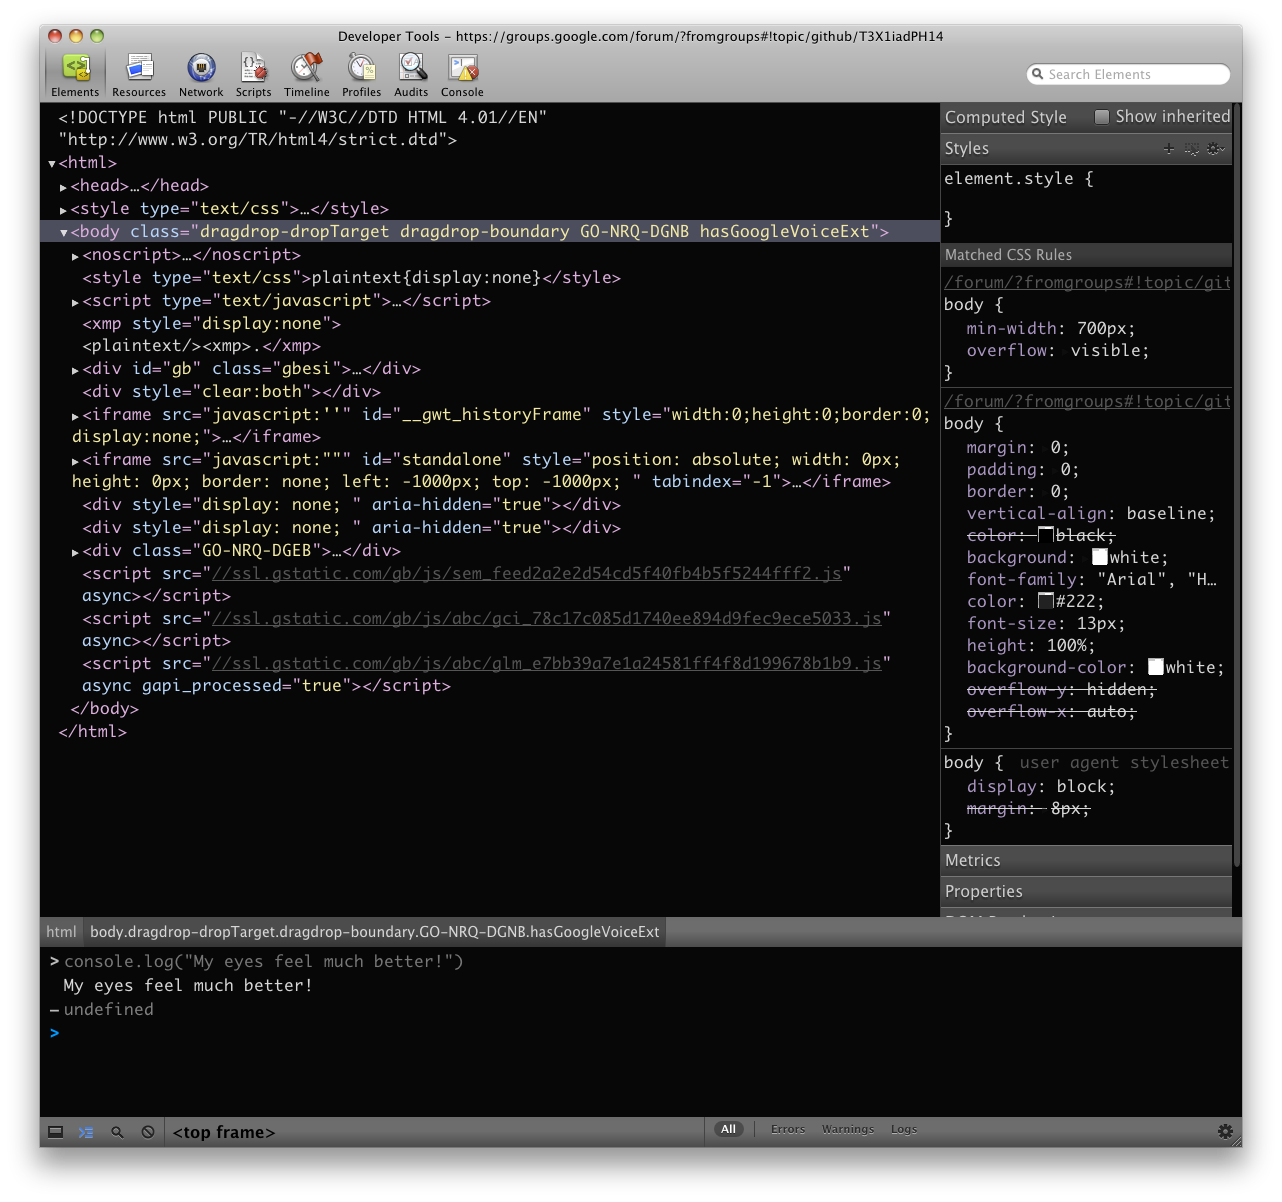 Developer Tools - https://groups.google.com/forum/?fromgroups#!topic/github/T3X1iadPH14
Elements Resources Network Scripts Timeline Profiles Audits Console
Search Elements
<!DOCTYPE html PUBLIC "-//W3C//DTD HTML 4.01//EN"
"http://www.w3.org/TR/html4/strict.dtd">
▼<html>
▶<head>…</head>
▶<style type="text/css">…</style>
▼<body class="dragdrop-dropTarget dragdrop-boundary GO-NRQ-DGNB hasGoogleVoiceExt">
▶<noscript>…</noscript>
<style type="text/css">plaintext{display:none}</style>
▶<script type="text/javascript">…</script>
<xmp style="display:none">
<plaintext/><xmp>.</xmp>
▶<div id="gb" class="gbesi">…</div>
<div style="clear:both"></div>
▶<iframe src="javascript:''" id="__gwt_historyFrame" style="width:0;height:0;border:0;
display:none;">…</iframe>
▶<iframe src="javascript:""" id="standalone" style="position: absolute; width: 0px;
height: 0px; border: none; left: -1000px; top: -1000px; " tabindex="-1">…</iframe>
<div style="display: none; " aria-hidden="true"></div>
<div style="display: none; " aria-hidden="true"></div>
▶<div class="GO-NRQ-DGEB">…</div>
<script src="//ssl.gstatic.com/gb/js/sem_feed2a2e2d54cd5f40fb4b5f5244fff2.js"
async></script>
<script src="//ssl.gstatic.com/gb/js/abc/gci_78c17c085d1740ee894d9fec9ece5033.js"
async></script>
<script src="//ssl.gstatic.com/gb/js/abc/glm_e7bb39a7e1a24581ff4f8d199678b1b9.js"
async gapi_processed="true"></script>
</body>
</html>
Computed Style Show inherited
Styles
element.style {
}
Matched CSS Rules
/forum/?fromgroups#!topic/git
body {
min-width: 700px;
overflow: visible;
}
/forum/?fromgroups#!topic/git
body {
margin: 0;
padding: 0;
border: 0;
vertical-align: baseline;
color: black;
background: white;
font-family: "Arial", "H…
color: #222;
font-size: 13px;
height: 100%;
background-color: white;
overflow-y: hidden;
overflow-x: auto;
}
body { user agent stylesheet
display: block;
margin: 8px;
}
Metrics
Properties
html body.dragdrop-dropTarget.dragdrop-boundary.GO-NRQ-DGNB.hasGoogleVoiceExt
> console.log("My eyes feel much better!")
My eyes feel much better!
undefined
>
<top frame> All Errors Warnings Logs